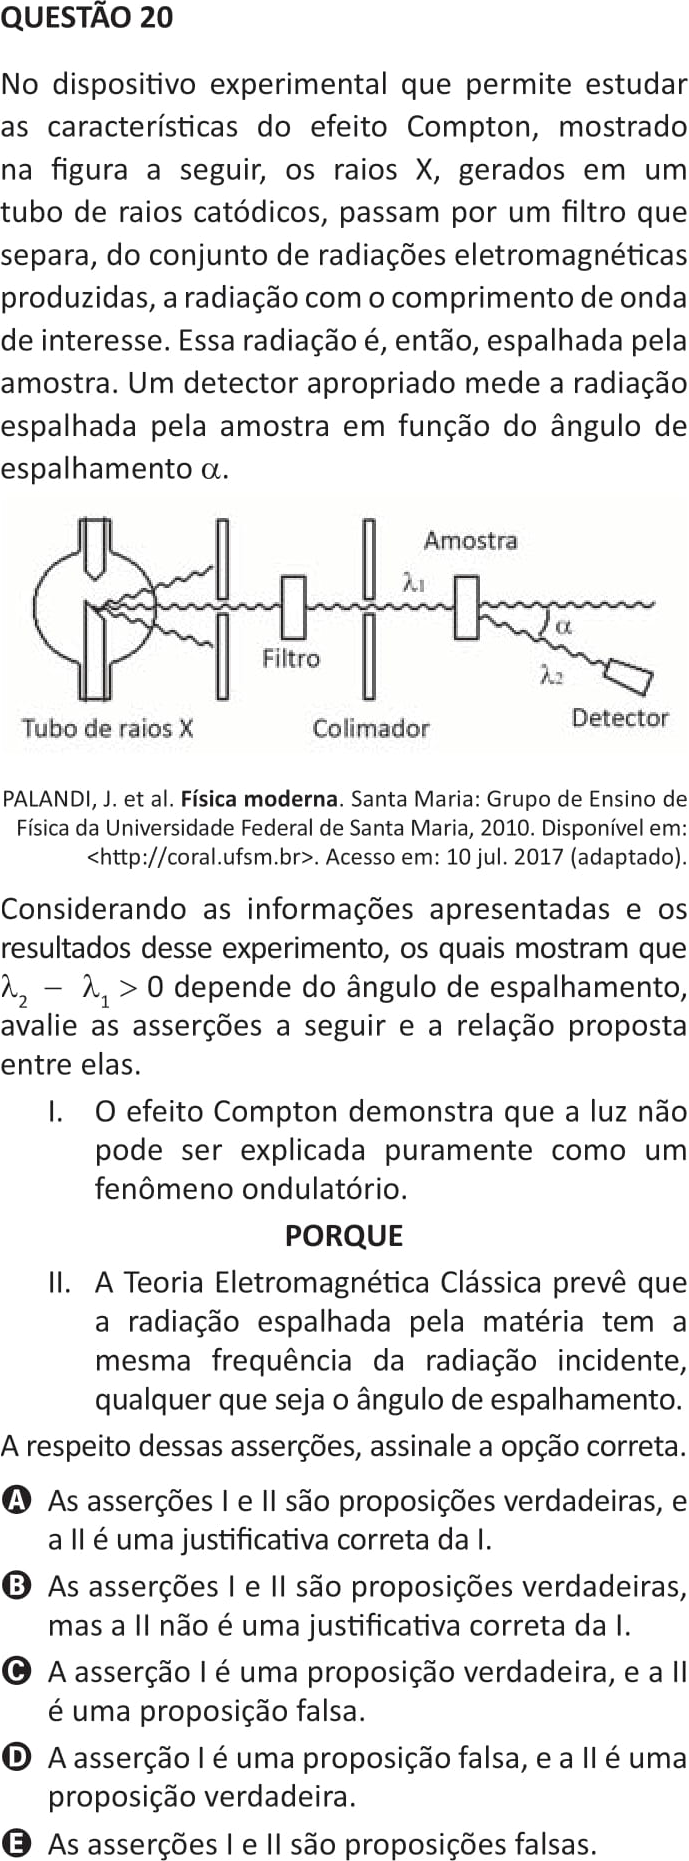 QUESTÃO 20
No dispositivo experimental que permite estudar
as características do efeito Compton, mostrado
na figura a seguir, os raios X, gerados em um
tubo de raios catódicos, passam por um filtro que
separa, do conjunto de radiações eletromagnéticas
produzidas, a radiação com o comprimento de onda
de interesse. Essa radiação é, então, espalhada pela
amostra. Um detector apropriado mede a radiação
espalhada pela amostra em função do ângulo de
espalhamento α.
Amostra
λ1
α
Filtro
λ2
Detector
Tubo de raios X
Colimador
PALANDI, J. et al. Física moderna. Santa Maria: Grupo de Ensino de
Física da Universidade Federal de Santa Maria, 2010. Disponível em:
<http://coral.ufsm.br>. Acesso em: 10 jul. 2017 (adaptado).
Considerando as informações apresentadas e os
resultados desse experimento, os quais mostram que
λ₂ − λ₁ > 0 depende do ângulo de espalhamento,
avalie as asserções a seguir e a relação proposta
entre elas.
I. O efeito Compton demonstra que a luz não
pode ser explicada puramente como um
fenômeno ondulatório.
PORQUE
II. A Teoria Eletromagnética Clássica prevê que
a radiação espalhada pela matéria tem a
mesma frequência da radiação incidente,
qualquer que seja o ângulo de espalhamento.
A respeito dessas asserções, assinale a opção correta.
A As asserções I e II são proposições verdadeiras, e
a II é uma justificativa correta da I.
B As asserções I e II são proposições verdadeiras,
mas a II não é uma justificativa correta da I.
C A asserção I é uma proposição verdadeira, e a II
é uma proposição falsa.
D A asserção I é uma proposição falsa, e a II é uma
proposição verdadeira.
E As asserções I e II são proposições falsas.